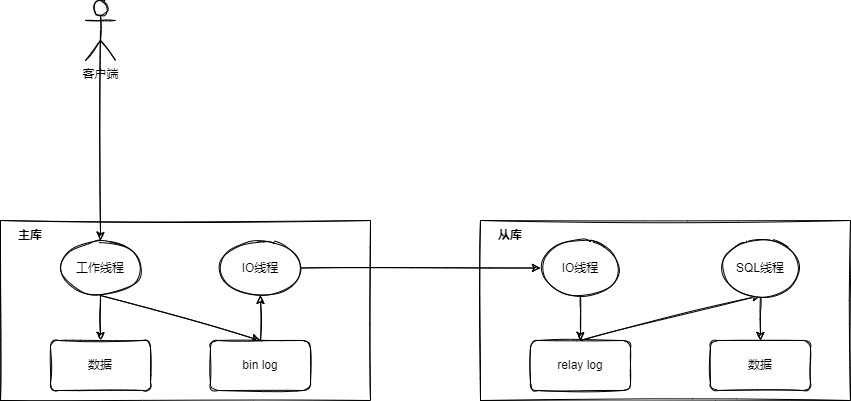 客户端
主库
从库
工作线程
IO线程
IO线程
SQL线程
数据
bin log
relay log
数据